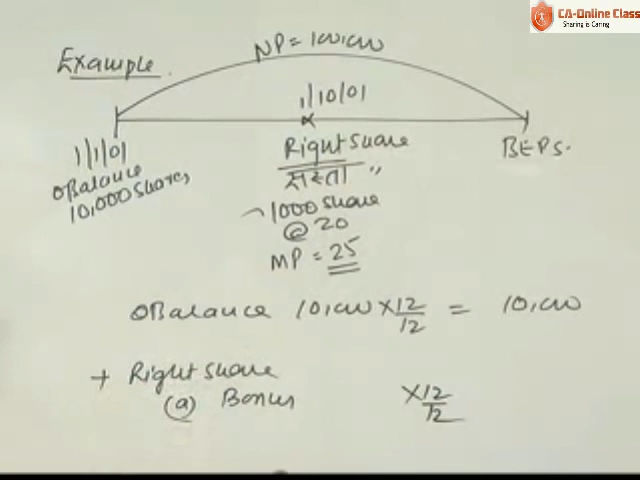 CA-Online Class
Sharing is Caring
Example
NP = 100,000
1/10/01
1/1/01
OBalance
10,000 Shares
Right Share
सस्ता "
1000 share
@ 20
MP = 25
BEPS.
OBalance 10,000 × 12/12 = 10,000
+ Right Share
(a) Bonus × 12/12